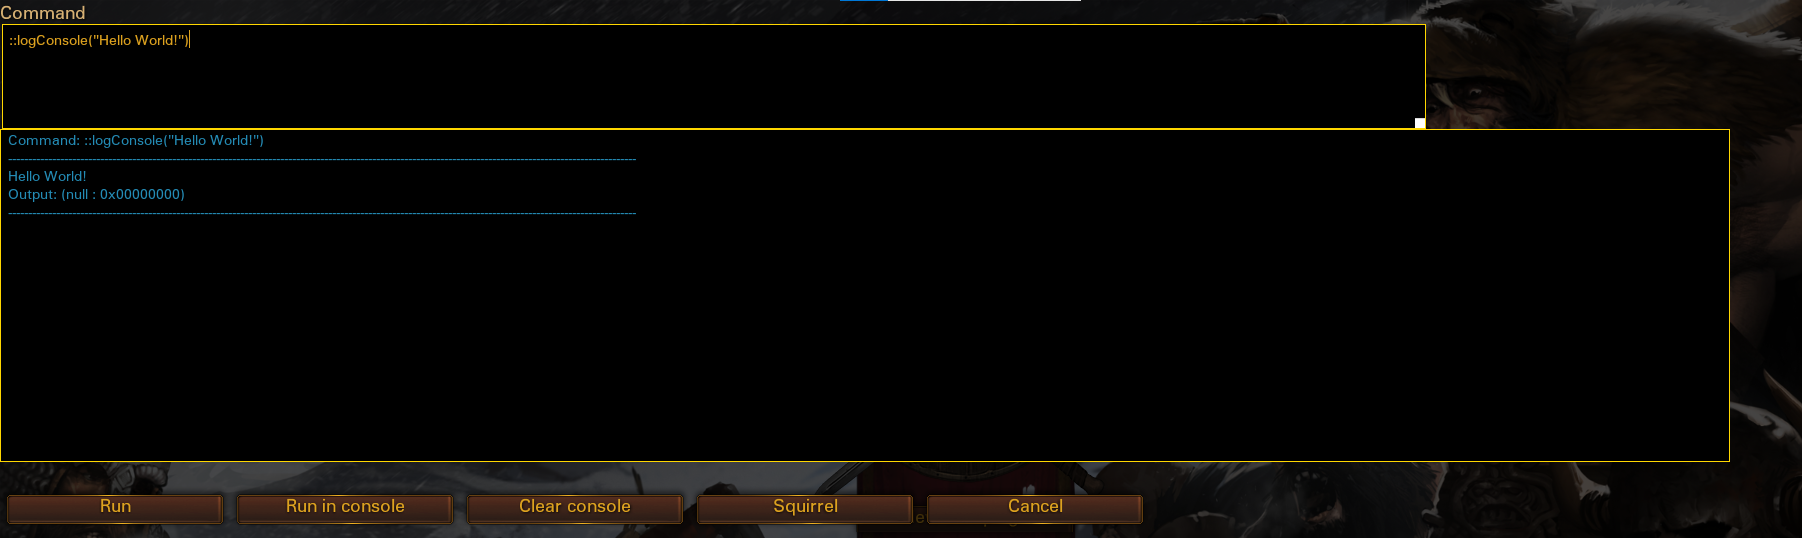 Command
::logConsole("Hello World!")
Command: ::logConsole("Hello World!")
Hello World!
Output: (null : 0x00000000)
Run
Run in console
Clear console
Squirrel
Cancel